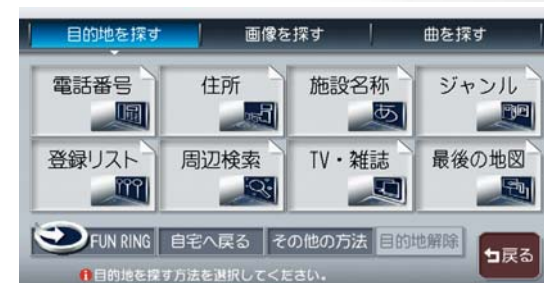 目的地を探す 画像を探す 曲を探す
電話番号 住所 施設名称 ジャンル
あ
登録リスト 周辺検索 TV・雑誌 最後の地図
FUN RING 自宅へ戻る その他の方法 目的地解除 戻る
目的地を探す方法を選択してください。